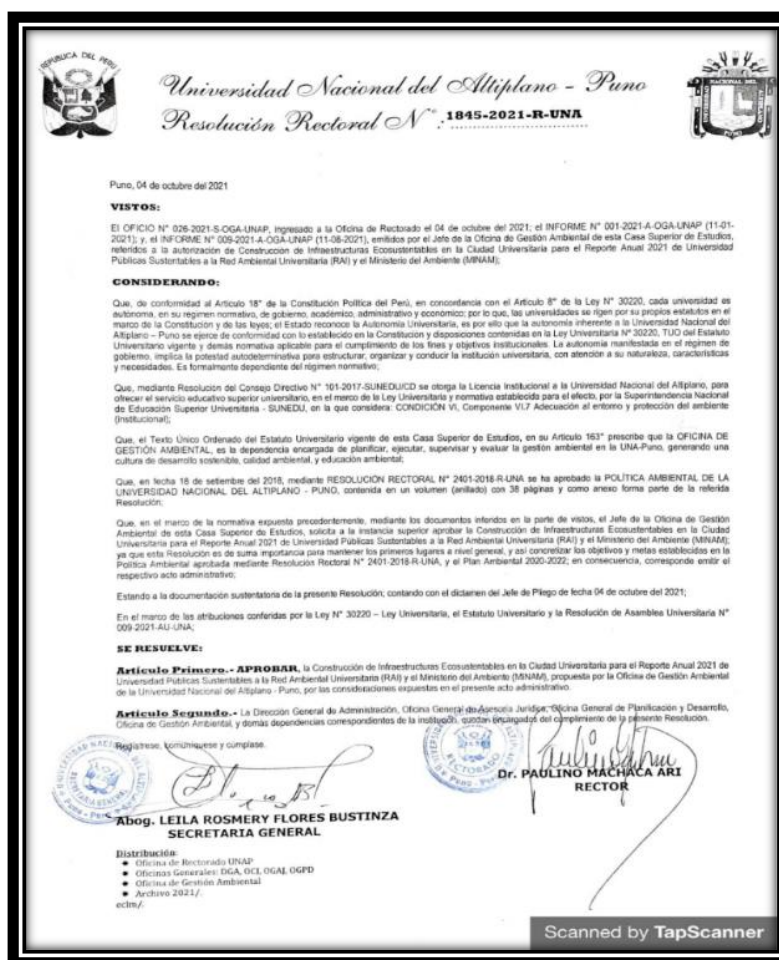 REPUBLICA DEL PERU
Universidad Nacional del Altiplano - Puno
Resolución Rectoral N° : 1845-2021-R-UNA
Puno, 04 de octubre del 2021
VISTOS:
El OFICIO N° 026-2021-S-OGA-UNAP, ingresado a la Oficina de Rectorado el 04 de octubre del 2021; el INFORME N° 001-2021-A-OGA-UNAP (11-01-
2021); y, el INFORME N° 009-2021-A-OGA-UNAP (11-06-2021), emitidos por el Jefe de la Oficina de Gestión Ambiental de esta Casa Superior de Estudios,
referidos a la autorización de Construcción de Infraestructuras Ecosustentables en la Ciudad Universitaria para el Reporte Anual 2021 de Universidad
Públicas Sustentables a la Red Ambiental Universitaria (RAI) y el Ministerio del Ambiente (MINAM);
CONSIDERANDO:
Que, de conformidad al Artículo 18° de la Constitución Política del Perú, en concordancia con el Artículo 8° de la Ley N° 30220, cada universidad es
autónoma, en su régimen normativo, de gobierno, académico, administrativo y económico; por lo que, las universidades se rigen por su propios estatutos en el
marco de la Constitución y de las leyes; el Estado reconoce la Autonomía Universitaria, es por ello que la autonomía inherente a la Universidad Nacional del
Altiplano – Puno se ejerce de conformidad con lo establecido en la Constitución y disposiciones contenidas en la Ley Universitaria N° 30220, TUO del Estatuto
Universitario vigente y demás normativa aplicable para el cumplimiento de los fines y objetivos institucionales. La autonomía manifestada en el régimen de
gobierno, implica la potestad autodeterminativa para estructurar, organizar y conducir la institución universitaria, con atención a su naturaleza, características
y necesidades. Es formalmente dependiente del régimen normativo;
Que, mediante Resolución del Consejo Directivo N° 101-2017-SUNEDU/CD se otorga la Licencia Institucional a la Universidad Nacional del Altiplano, para
ofrecer el servicio educativo superior universitario, en el marco de la Ley Universitaria y normativa establecida para el efecto, por la Superintendencia Nacional
de Educación Superior Universitaria - SUNEDU, en la que considera: CONDICIÓN VI, Componente VI.7 Adecuación al entorno y protección del ambiente
(institucional);
Que, el Texto Único Ordenado del Estatuto Universitario vigente de esta Casa Superior de Estudios, en su Artículo 163° prescribe que la OFICINA DE
GESTIÓN AMBIENTAL, es la dependencia encargada de planificar, ejecutar, supervisar y evaluar la gestión ambiental en la UNA-Puno, generando una
cultura de desarrollo sostenible, calidad ambiental, y educación ambiental;
Que, en fecha 18 de setiembre del 2018, mediante RESOLUCIÓN RECTORAL N° 2401-2018-R-UNA se ha aprobado la POLÍTICA AMBIENTAL DE LA
UNIVERSIDAD NACIONAL DEL ALTIPLANO - PUNO, contenida en un volumen (anillado) con 38 páginas y como anexo forma parte de la referida
Resolución;
Que, en el marco de la normativa expuesta precedentemente, mediante los documentos inferidos en la parte de vistos, el Jefe de la Oficina de Gestión
Ambiental de esta Casa Superior de Estudios, solicita a la instancia superior aprobar la Construcción de Infraestructuras Ecosustentables en la Ciudad
Universitaria para el Reporte Anual 2021 de Universidad Públicas Sustentables a la Red Ambiental Universitaria (RAI) y el Ministerio del Ambiente (MINAM);
ya que esta Resolución es de suma importancia para mantener los primeros lugares a nivel general, y así concretizar los objetivos y metas establecidas en la
Política Ambiental aprobada mediante Resolución Rectoral N° 2401-2018-R-UNA, y el Plan Ambiental 2020-2022; en consecuencia, corresponde emitir el
respectivo acto administrativo;
Estando a la documentación sustentatoria de la presente Resolución; contando con el dictamen del Jefe de Pliego de fecha 04 de octubre del 2021;
En el marco de las atribuciones conferidas por la Ley N° 30220 – Ley Universitaria, el Estatuto Universitario y la Resolución de Asamblea Universitaria N°
009-2021-AU-UNA;
SE RESUELVE:
Artículo Primero.- APROBAR, la Construcción de Infraestructuras Ecosustentables en la Ciudad Universitaria para el Reporte Anual 2021 de
Universidad Públicas Sustentables a la Red Ambiental Universitaria (RAI) y el Ministerio del Ambiente (MINAM), propuesta por la Oficina de Gestión Ambiental
de la Universidad Nacional del Altiplano - Puno, por las consideraciones expuestas en el presente acto administrativo.
Artículo Segundo.- La Dirección General de Administración, Oficina General de Asesoría Jurídica, Oficina General de Planificación y Desarrollo,
Oficina de Gestión Ambiental, y demás dependencias correspondientes de la institución, quedan encargados del cumplimiento de la presente Resolución.
Regístrese, comuníquese y cúmplase.
Dr. PAULINO MACHACA ARI
RECTOR
Abog. LEILA ROSMERY FLORES BUSTINZA
SECRETARIA GENERAL
Distribución:
• Oficina de Rectorado UNAP
• Oficinas Generales: DGA, OCI, OGAJ, OGPD
• Oficina de Gestión Ambiental
• Archivo 2021/.
eclm/.
Scanned by TapScanner